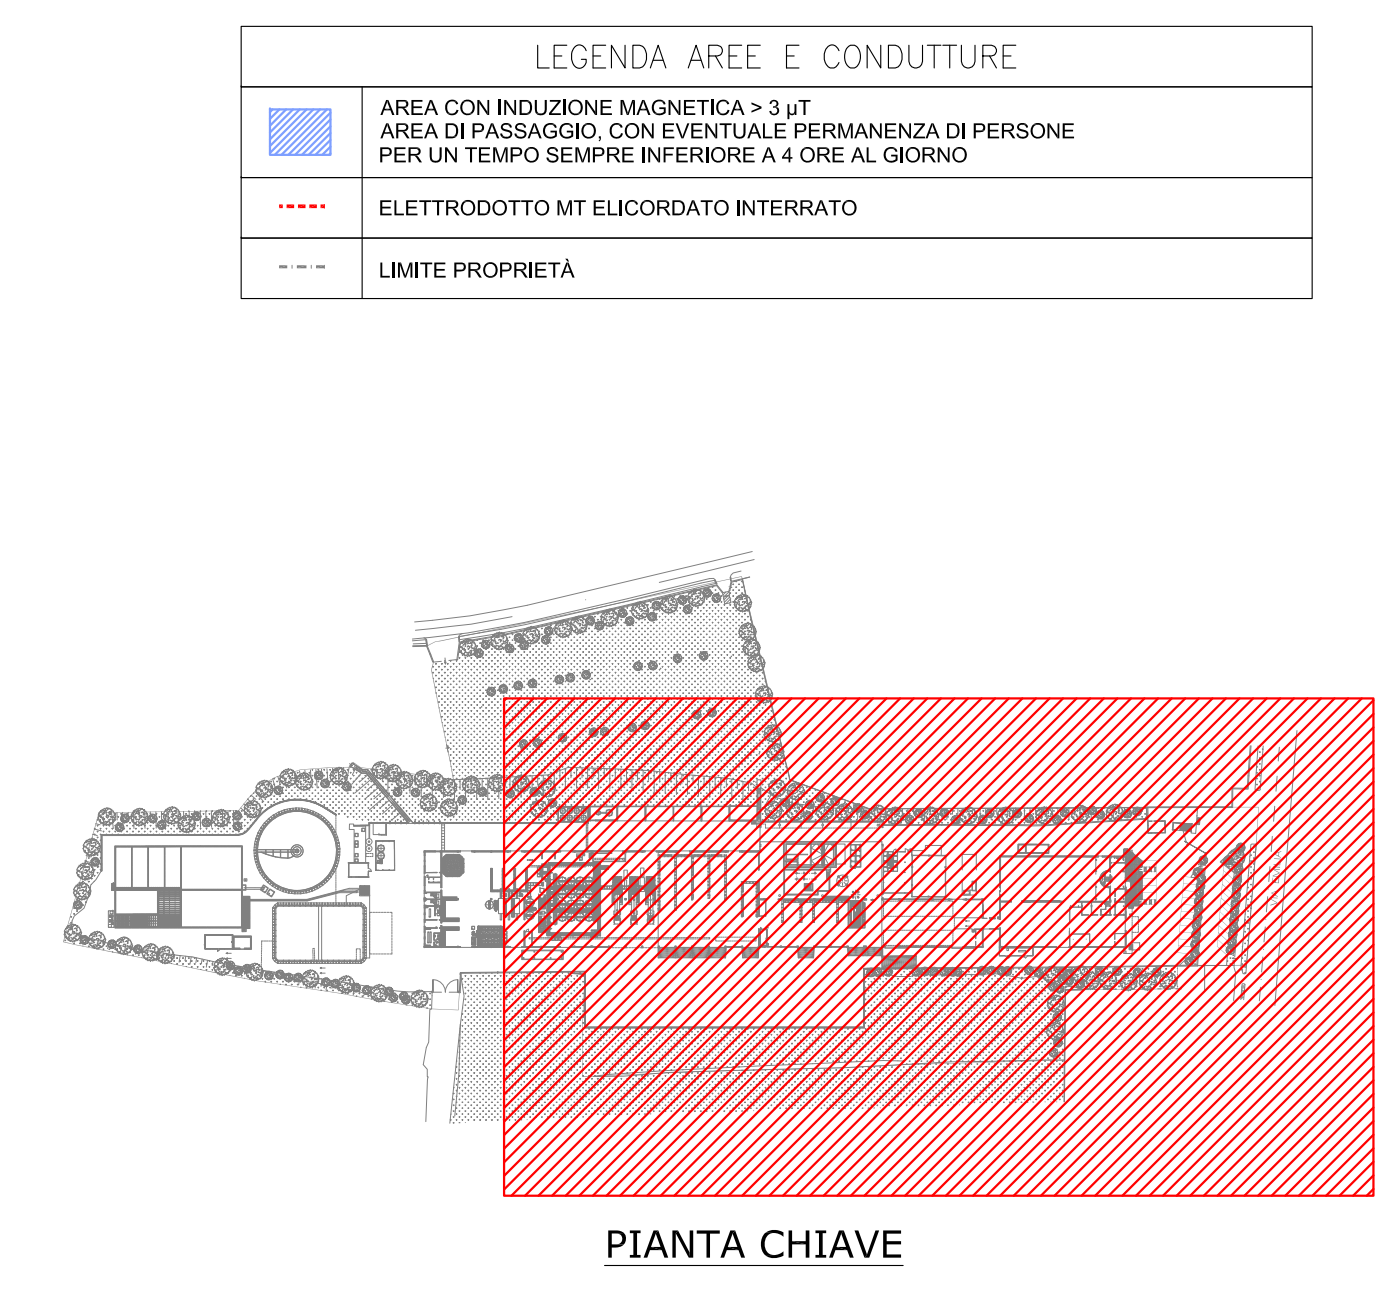 LEGENDA AREE E CONDUTTURE
AREA CON INDUZIONE MAGNETICA > 3 µT
AREA DI PASSAGGIO, CON EVENTUALE PERMANENZA DI PERSONE
PER UN TEMPO SEMPRE INFERIORE A 4 ORE AL GIORNO
ELETTRODOTTO MT ELICORDATO INTERRATO
LIMITE PROPRIETÀ
PIANTA CHIAVE